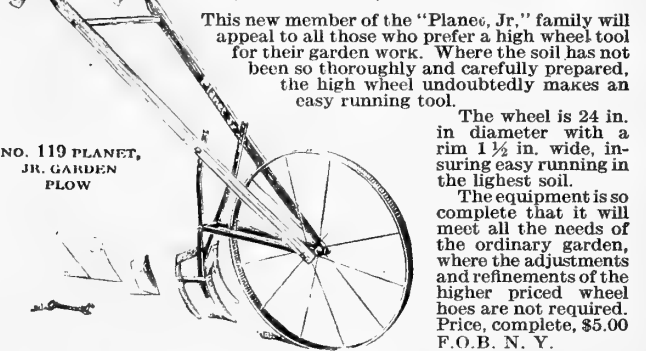 This new member of the "Planet, Jr," family will
appeal to all those who prefer a high wheel tool
for their garden work. Where the soil has not
been so thoroughly and carefully prepared,
the high wheel undoubtedly makes an
easy running tool.
The wheel is 24 in.
in diameter with a
rim 1½ in. wide, in-
suring easy running in
the lighest soil.
The equipment is so
complete that it will
meet all the needs of
the ordinary garden,
where the adjustments
and refinements of the
higher priced wheel
hoes are not required.
Price, complete, $5.00
F.O.B. N. Y.
NO. 119 PLANET,
JR. GARDEN
PLOW